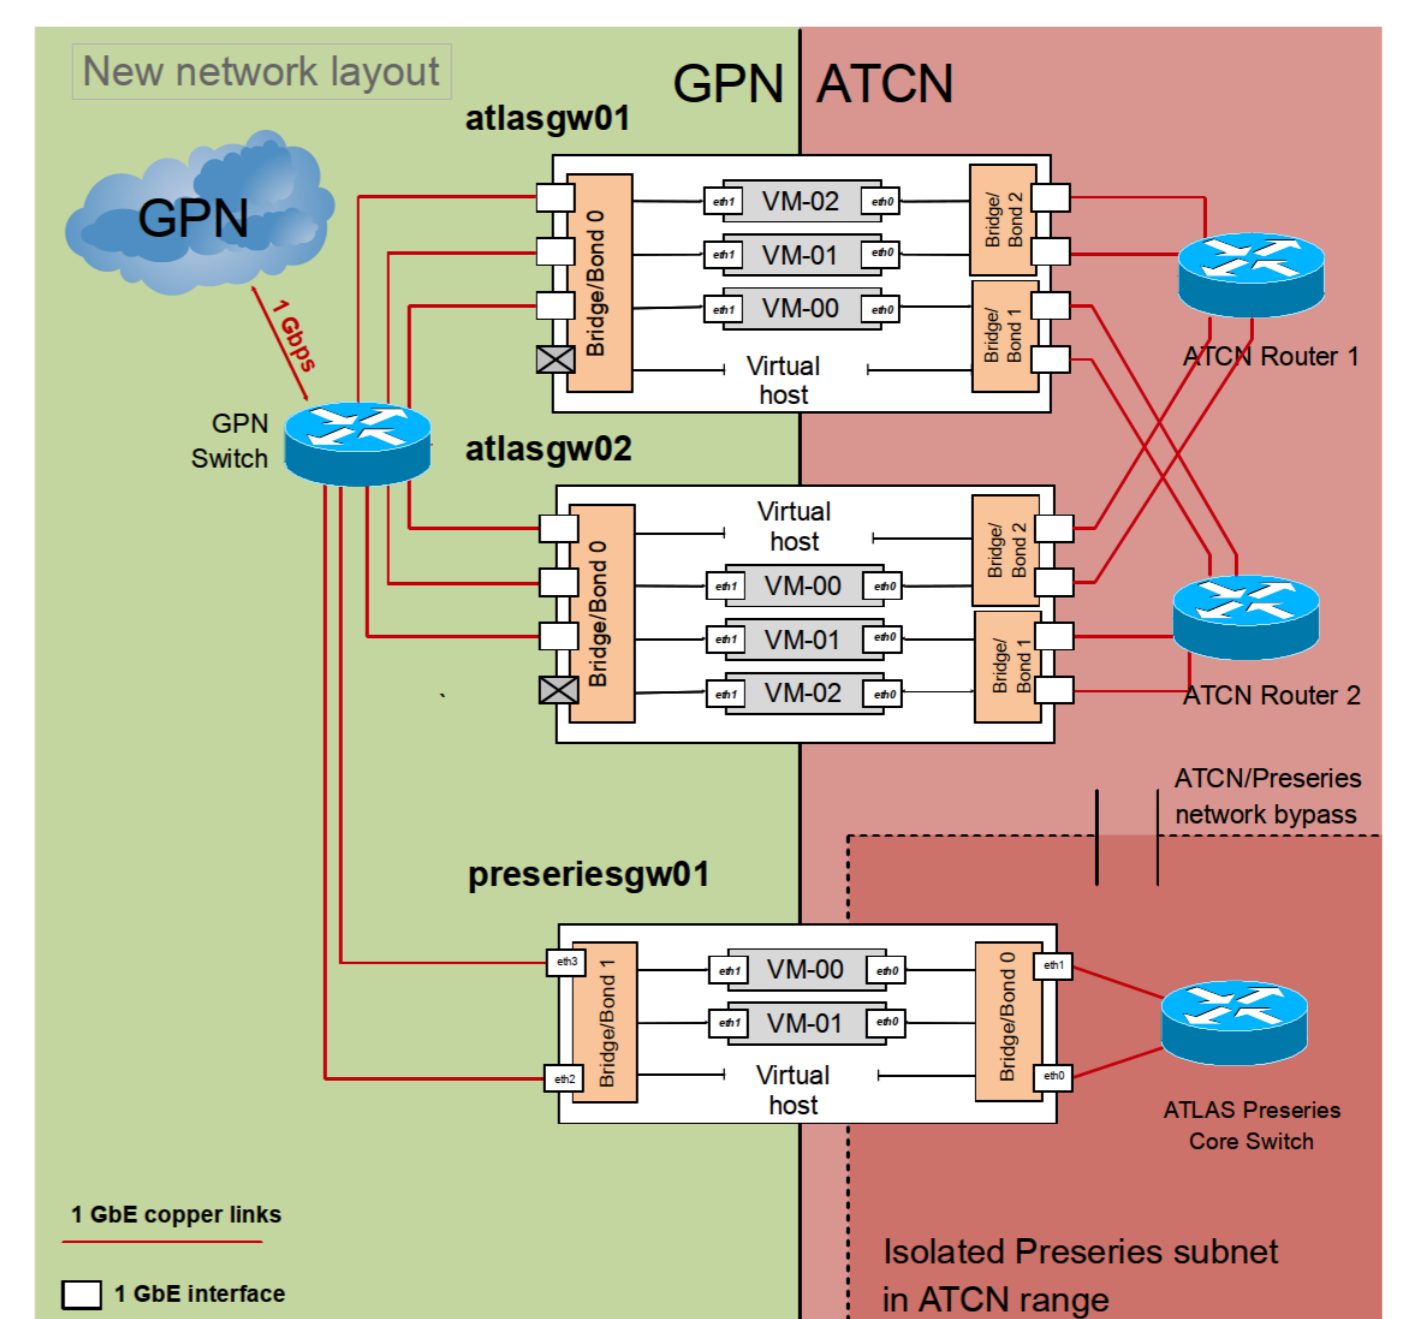 New network layout
GPN
ATCN
atlasgw01
GPN
1 Gbps
GPN
Switch
Bridge/Bond 0
eth1
VM-02
eth0
eth1
VM-01
eth0
eth1
VM-00
eth0
Virtual
host
Bridge/
Bond 2
Bridge/
Bond 1
ATCN Router 1
atlasgw02
Bridge/Bond 0
Virtual
host
eth1
VM-00
eth0
eth1
VM-01
eth0
eth1
VM-02
eth0
Bridge/
Bond 2
Bridge/
Bond 1
ATCN Router 2
ATCN/Preseries
network bypass
preseriesgw01
eth3
eth2
Bridge/Bond 1
eth1
VM-00
eth0
eth1
VM-01
eth0
Virtual
host
Bridge/Bond 0
eth1
eth0
ATLAS Preseries
Core Switch
1 GbE copper links
1 GbE interface
Isolated Preseries subnet
in ATCN range